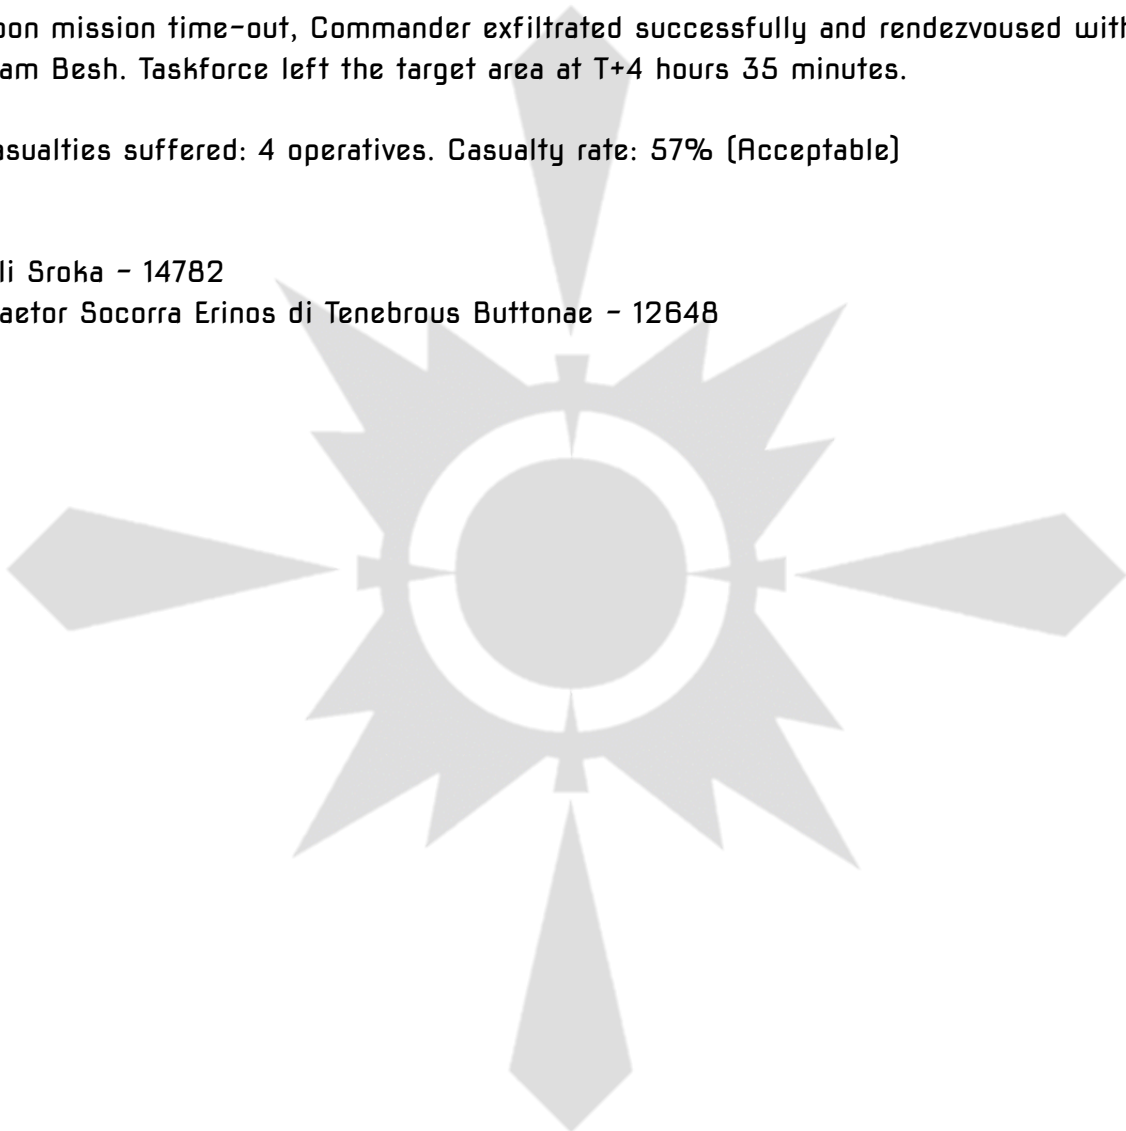 on mission time-out, Commander exfiltrated successfully and rendezvoused with
am Besh. Taskforce left the target area at T+4 hours 35 minutes.
asualties suffered: 4 operatives. Casualty rate: 57% (Acceptable)
li Sroka - 14782
aetor Socorra Erinos di Tenebrous Buttonae - 12648